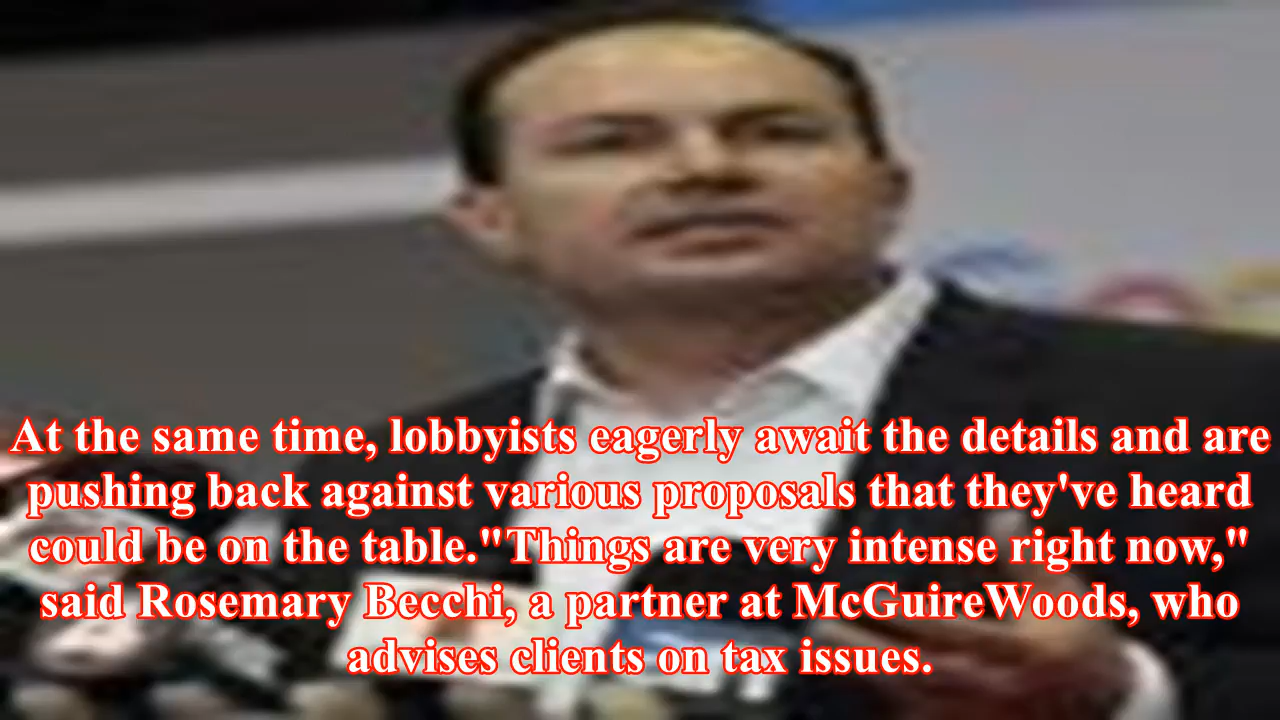 At the same time, lobbyists eagerly await the details and are
pushing back against various proposals that they've heard
could be on the table."Things are very intense right now,"
said Rosemary Becchi, a partner at McGuireWoods, who
advises clients on tax issues.